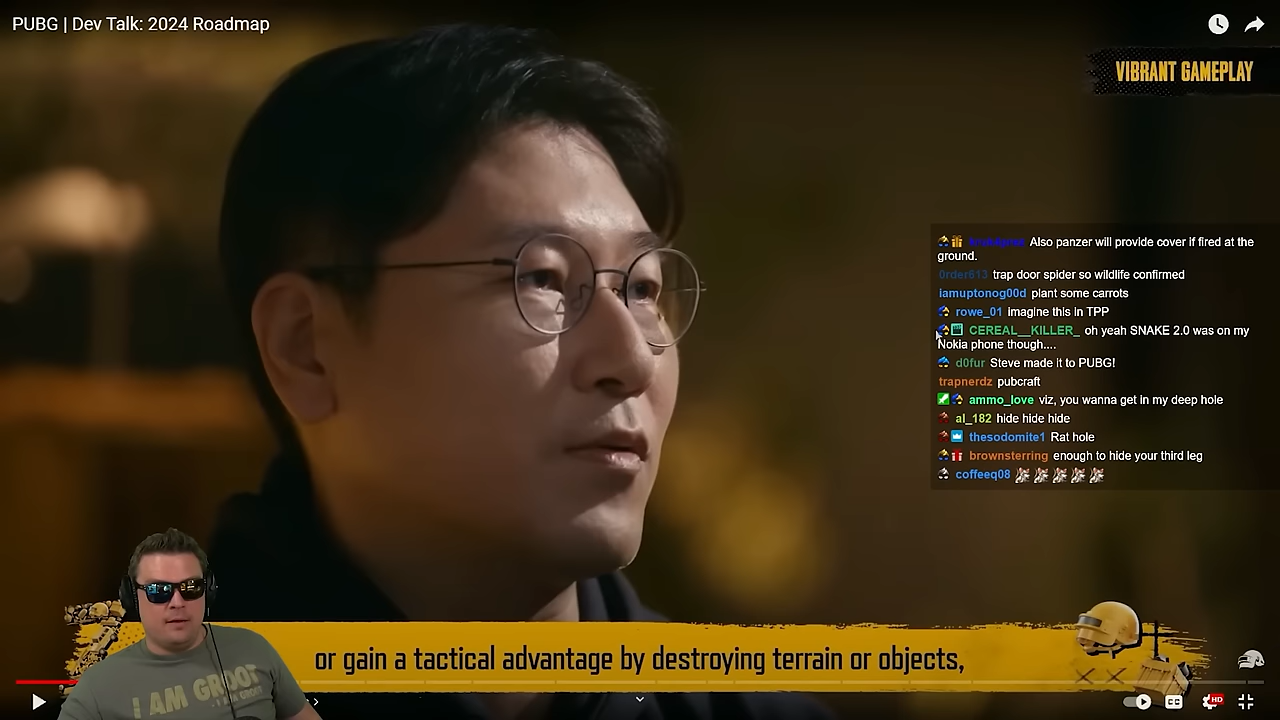 PUBG | Dev Talk: 2024 Roadmap
VIBRANT GAMEPLAY
Also panzer will provide cover if fired at the
ground.
0rder613 trap door spider so wildlife confirmed
iamuptonog00d plant some carrots
rowe_01 imagine this in TPP
CEREAL__KILLER_ oh yeah SNAKE 2.0 was on my
Nokia phone though....
d0fur Steve made it to PUBG!
trapnerdz pubcraft
ammo_love viz, you wanna get in my deep hole
al_182 hide hide hide
thesodomite1 Rat hole
brownsterring enough to hide your third leg
coffeeq08
or gain a tactical advantage by destroying terrain or objects,
I AM GROOT
CC
HD